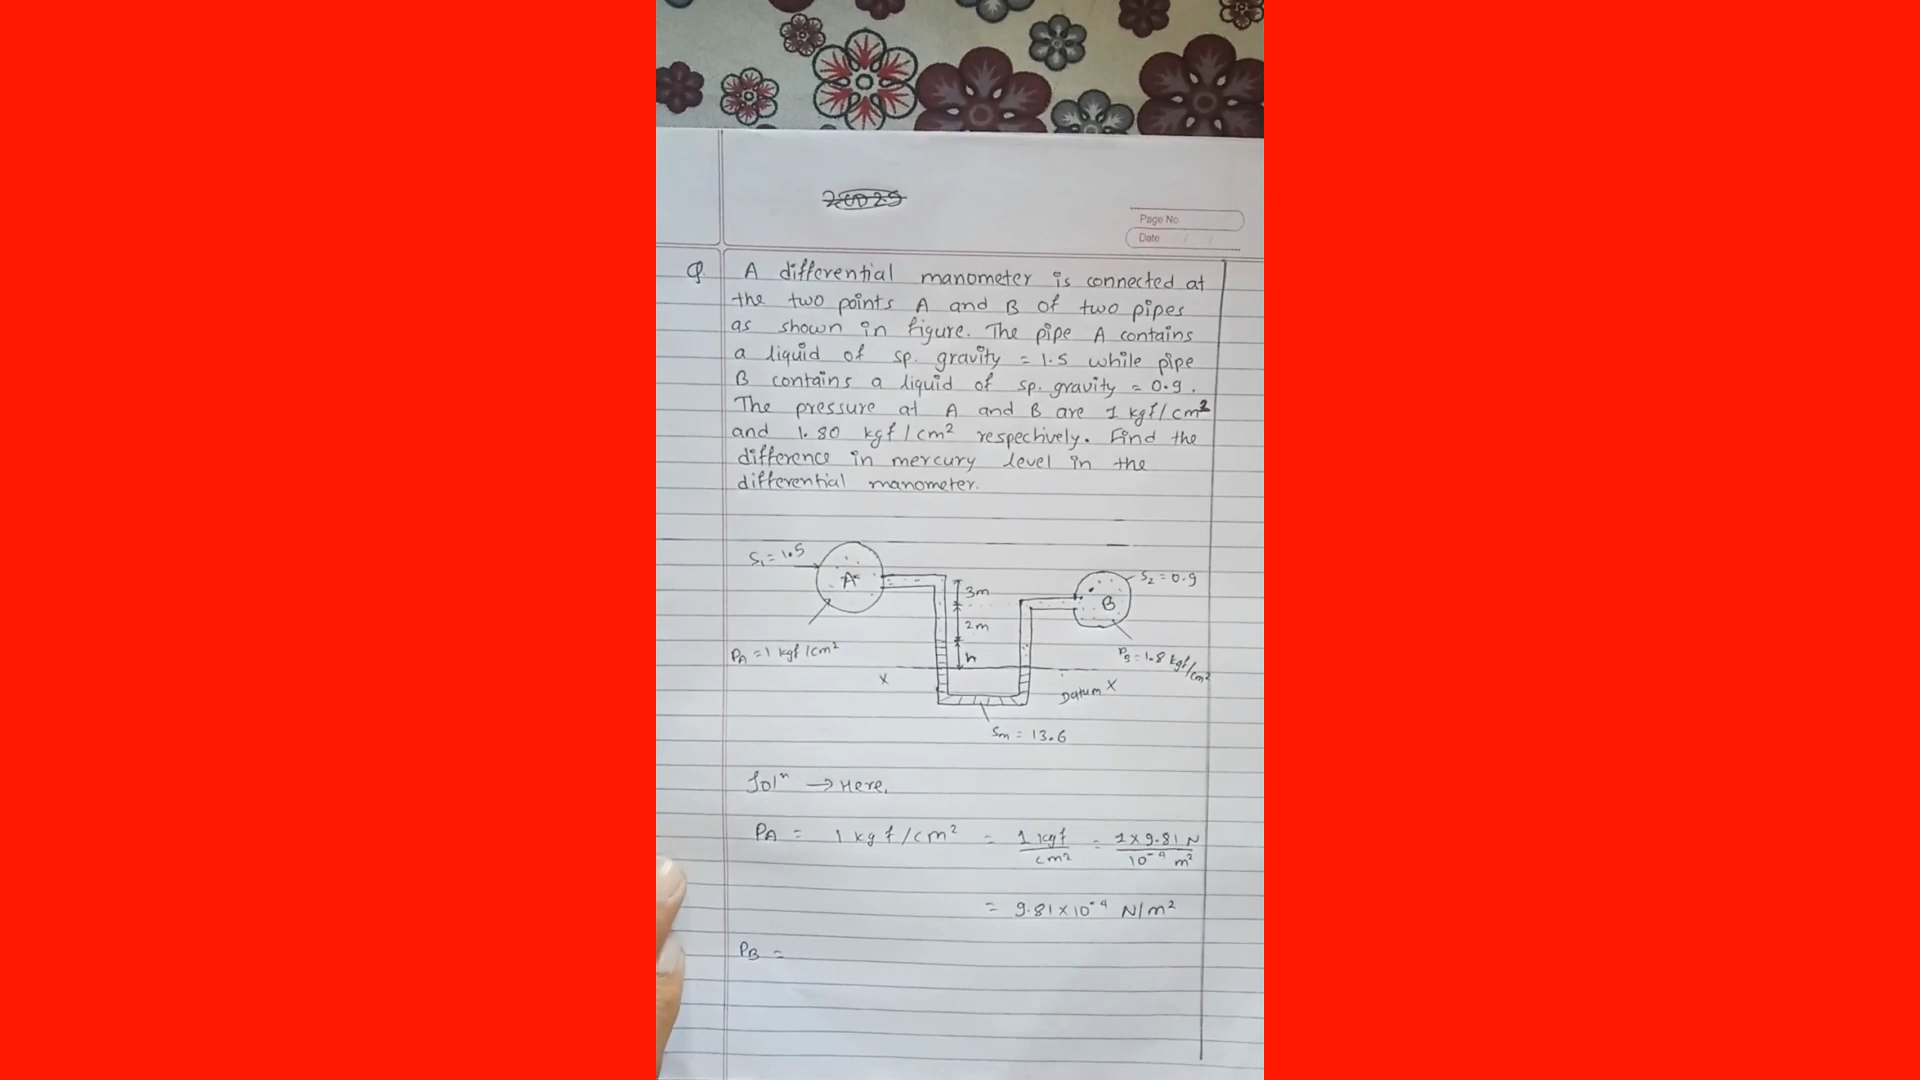 20025
Page No
Date / /
Q. A differential manometer is connected at
the two points A and B of two pipes
as shown in figure. The pipe A contains
a liquid of sp. gravity = 1.5 while pipe
B contains a liquid of sp. gravity = 0.9.
The pressure at A and B are 1 kgf/cm²
and 1.80 kgf/cm² respectively. Find the
difference in mercury level in the
differential manometer.
S₁ = 1.5
A
3m
S₂ = 0.9
B
2m
PA = 1 kgf/cm²
h
PB = 1.8 kgf/cm²
X
Datum X
Sm = 13.6
Solⁿ → Here,
PA = 1 kgf/cm² = 1 kgf/cm² = 1 × 9.81 N/10⁻⁴ m²
= 9.81 × 10⁻⁴ N/m²
PB =